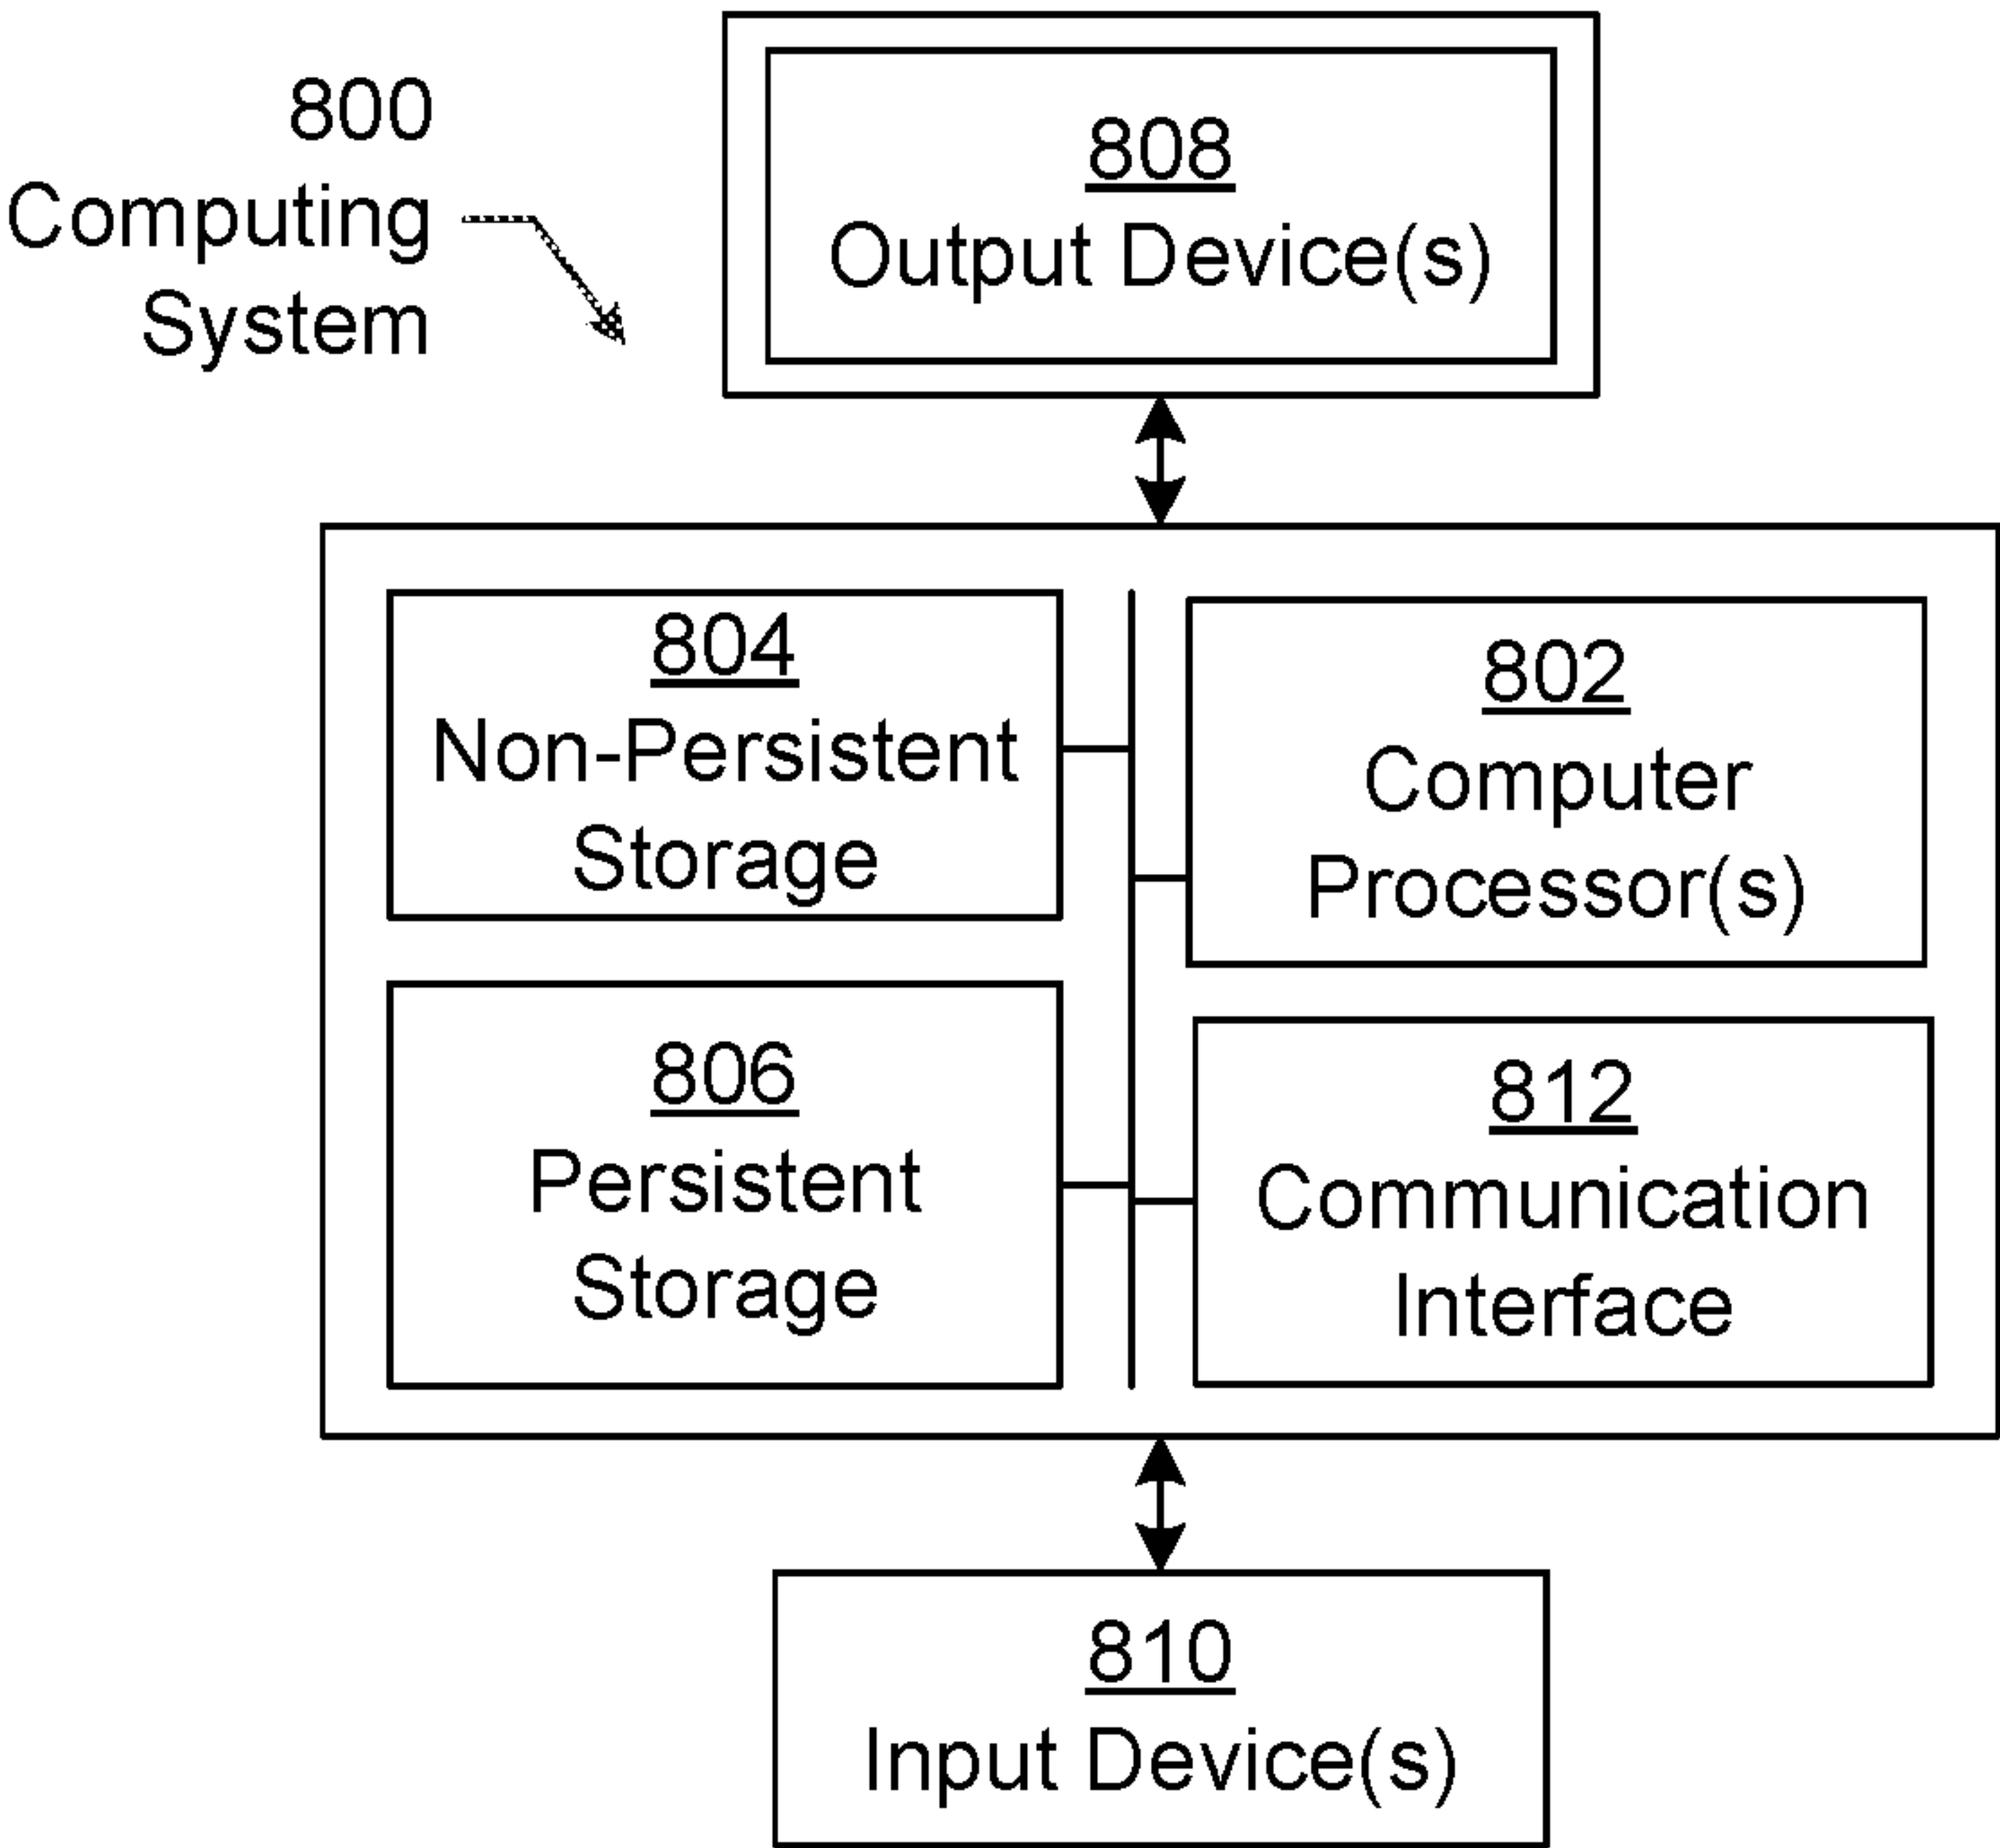 800
Computing
System
808
Output Device(s)
804
Non-Persistent
Storage
802
Computer
Processor(s)
806
Persistent
Storage
812
Communication
Interface
810
Input Device(s)